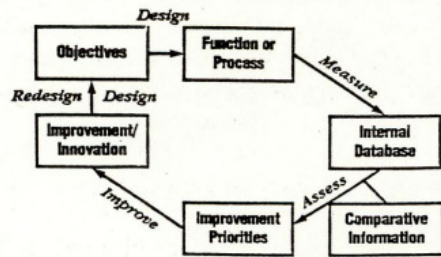 Design
Objectives
Function or
Process
Measure
Redesign Design
Improvement/
Innovation
Internal
Database
Assess
Improve
Improvement
Priorities
Comparative
Information